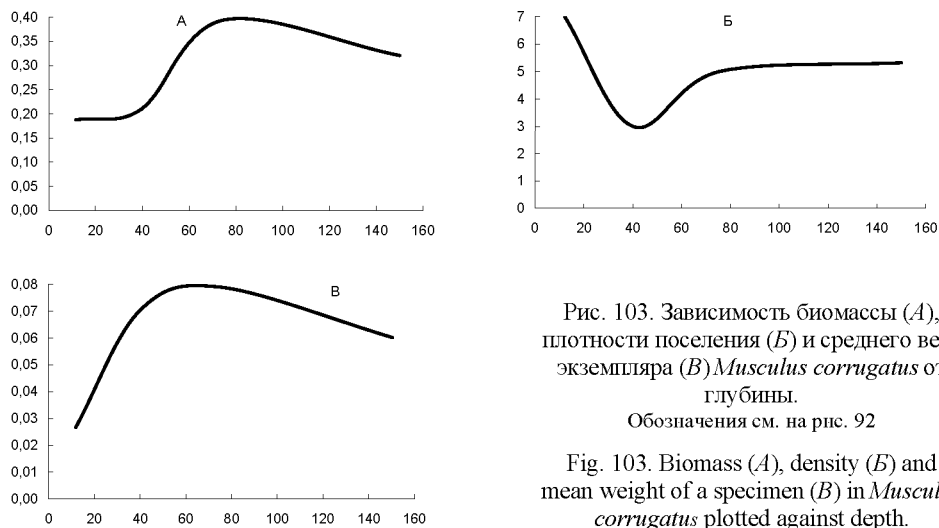 А
0,40
0,35
0,30
0,25
0,20
0,15
0,10
0,05
0,00
0 20 40 60 80 100 120 140 160
Б
7
6
5
4
3
2
1
0
0 20 40 60 80 100 120 140 160
В
0,08
0,07
0,06
0,05
0,04
0,03
0,02
0,01
0,00
0 20 40 60 80 100 120 140 160
Рис. 103. Зависимость биомассы (А),
плотности поселения (Б) и среднего ве
экземпляра (В) Musculus corrugatus от
глубины.
Обозначения см. на рис. 92
Fig. 103. Biomass (А), density (Б) and
mean weight of a specimen (В) in Muscul
corrugatus plotted against depth.